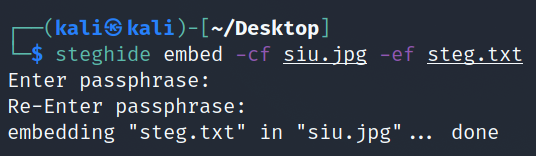 ┌──(kali㉿kali)-[~/Desktop]
└─$ steghide embed -cf siu.jpg -ef steg.txt
Enter passphrase:
Re-Enter passphrase:
embedding "steg.txt" in "siu.jpg"... done